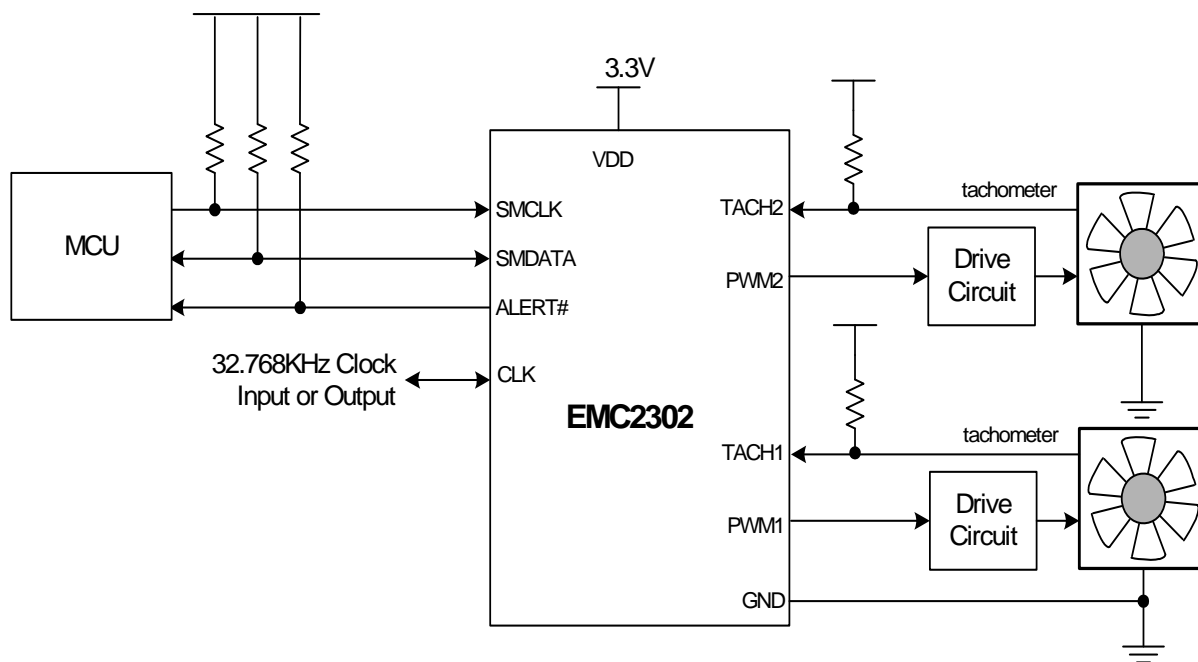 3.3V
VDD
MCU
SMCLK
SMDATA
ALERT#
32.768KHz Clock
Input or Output
CLK
EMC2302
TACH2
tachometer
PWM2
Drive
Circuit
TACH1
tachometer
PWM1
Drive
Circuit
GND